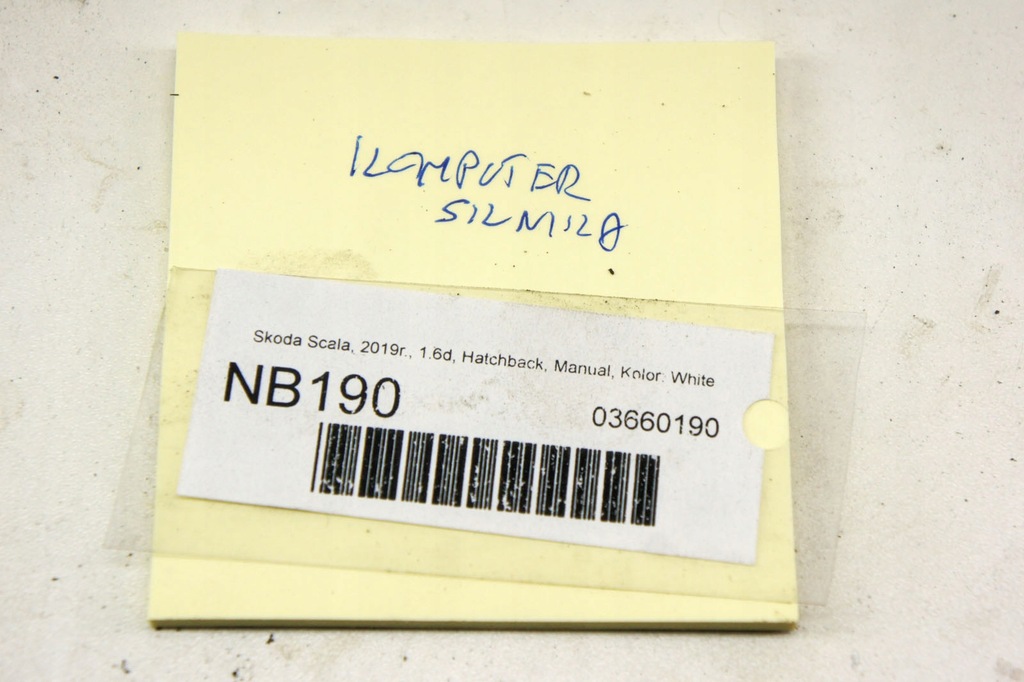 KOMPUTER
SILNIKA
Skoda Scala, 2019r., 1.6d, Hatchback, Manual, Kolor: White
NB190
03660190